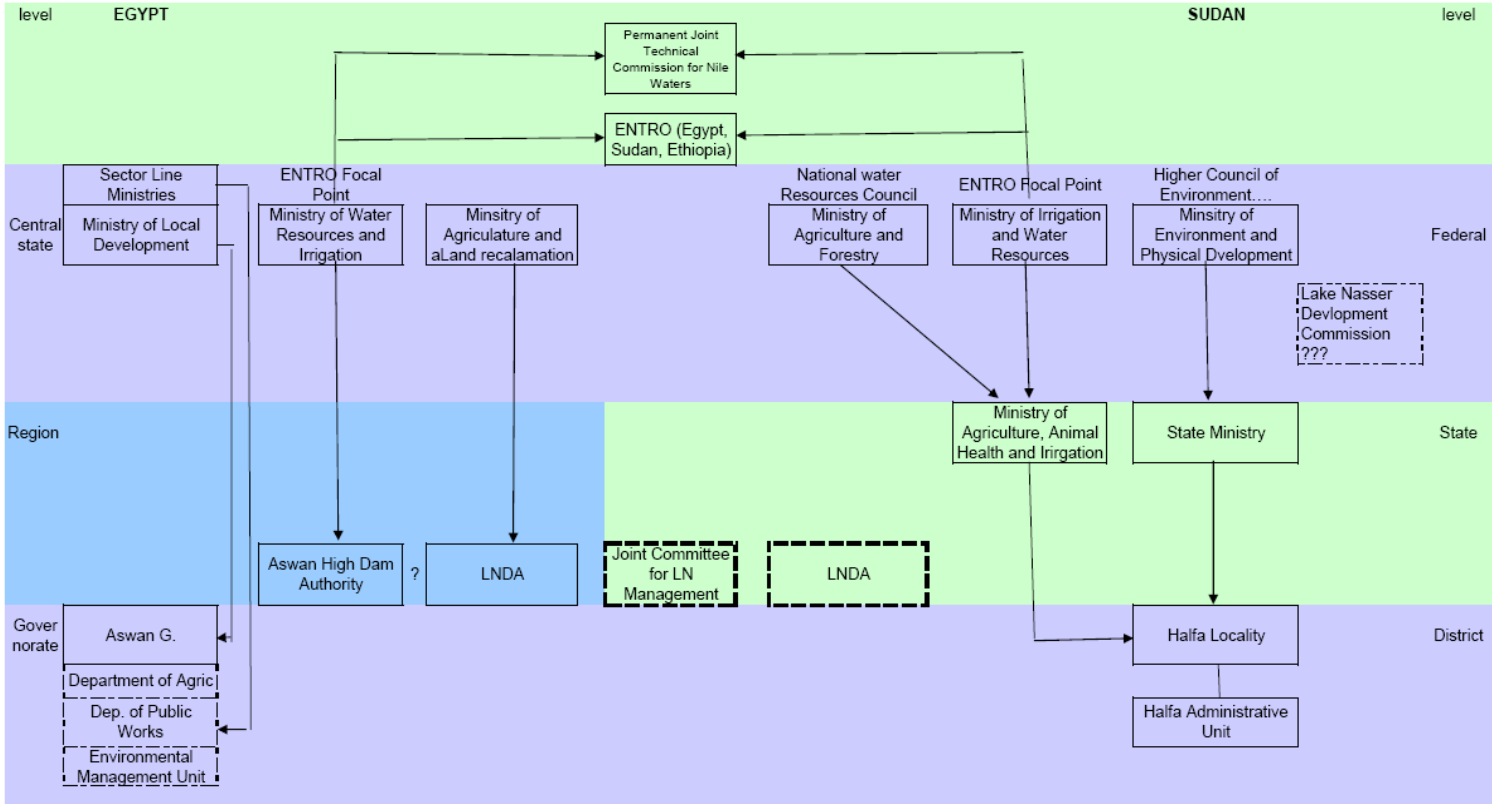 level
EGYPT
SUDAN
level
Permanent Joint
Technical
Commission for Nile
Waters
ENTRO (Egypt,
Sudan, Ethiopia)
Sector Line
Ministries
ENTRO Focal
Point
National water
Resources Council
ENTRO Focal Point
Higher Council of
Environment….
Central
state
Ministry of Local
Development
Ministry of Water
Resources and
Irrigation
Minsitry of
Agriculature and
aLand recalamation
Ministry of
Agriculture and
Forestry
Ministry of Irrigation
and Water
Resources
Minsitry of
Environment and
Physical Dvelopment
Federal
Lake Nasser
Devlopment
Commission
???
Region
Ministry of
Agriculture, Animal
Health and Irirgation
State Ministry
State
Aswan High Dam
Authority
?
LNDA
Joint Committee
for LN
Management
LNDA
Gover
norate
Aswan G.
Halfa Locality
District
Department of Agric
Dep. of Public
Works
Halfa Administrative
Unit
Environmental
Management Unit